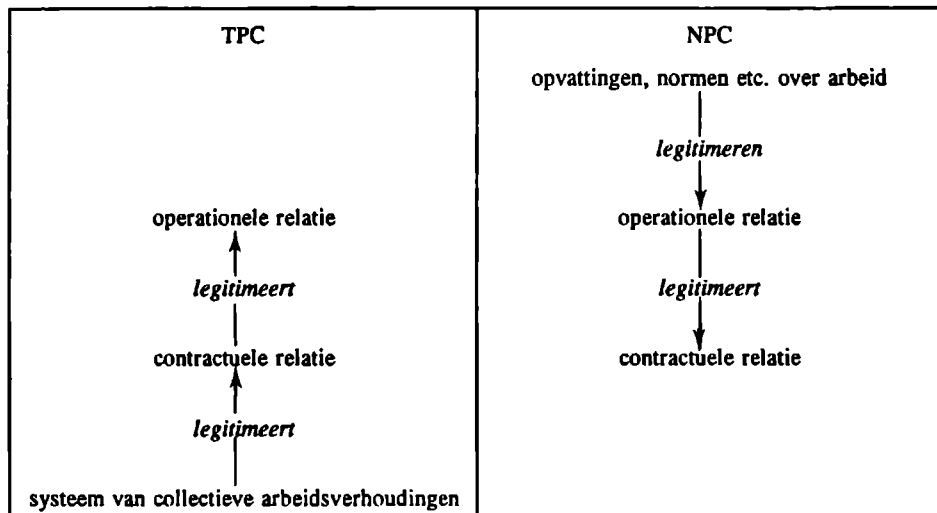 TPC
operationele relatie
legitimeert
contractuele relatie
legitimeert
systeem van collectieve arbeidsverhoudingen
NPC
opvattingen, normen etc. over arbeid
legitimeren
operationele relatie
legitimeert
contractuele relatie